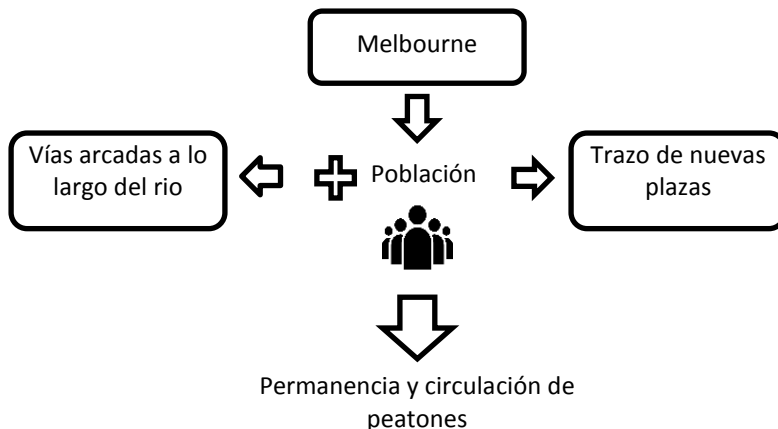 Melbourne
Vías arcadas a lo
largo del rio
Población
Trazo de nuevas
plazas
Permanencia y circulación de
peatones